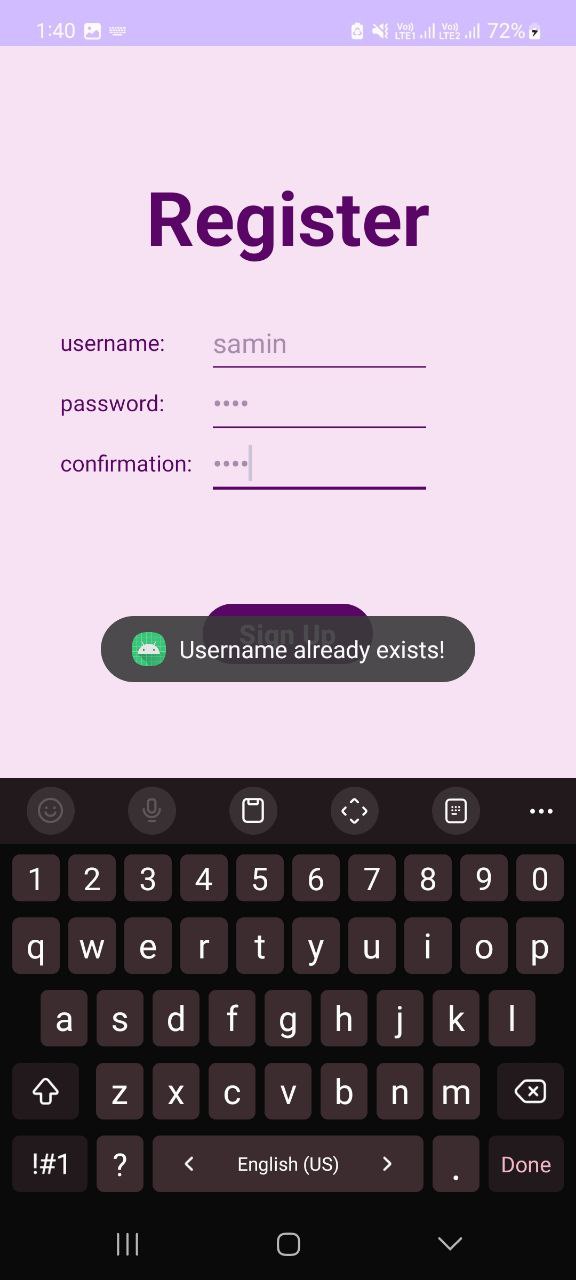 1:40 Vo)) LTE1 Vo)) LTE2 72%
Register
username: samin
password: ••••
confirmation: ••••
Sign Up
Username already exists!
1 2 3 4 5 6 7 8 9 0
q w e r t y u i o p
a s d f g h j k l
z x c v b n m
!#1 ? < English (US) > . Done